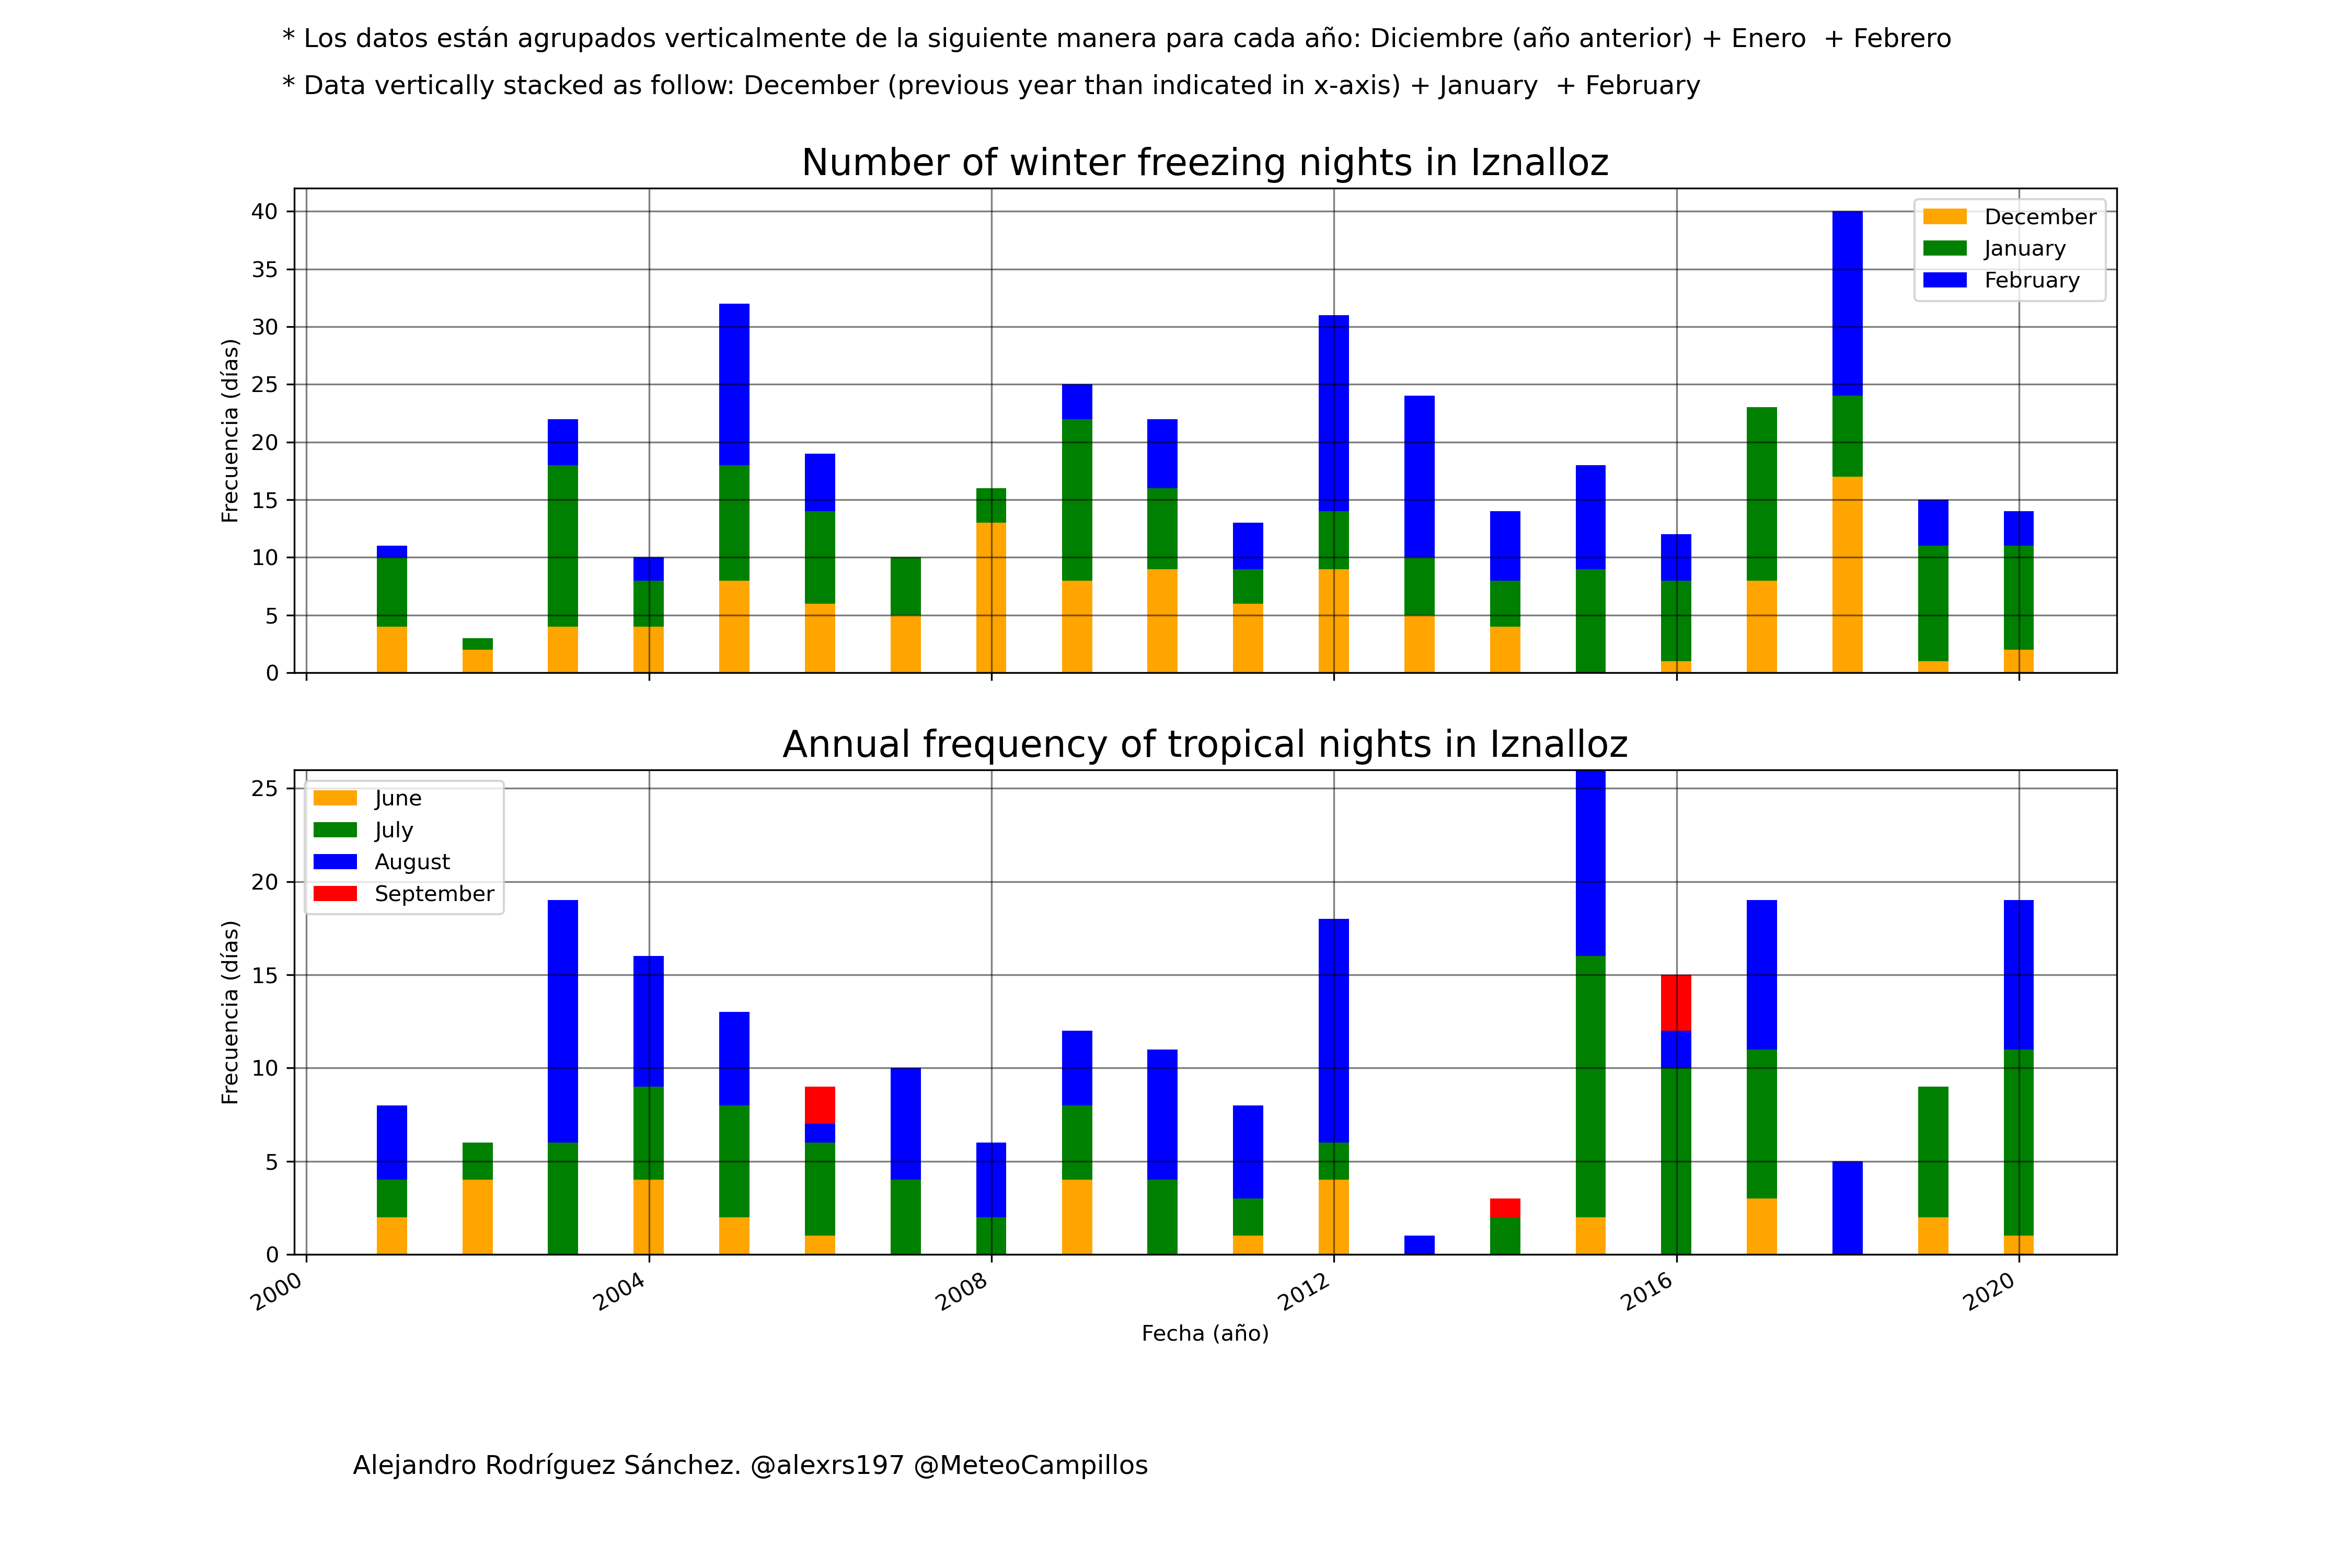 * Los datos están agrupados verticalmente de la siguiente manera para cada año: Diciembre (año anterior) + Enero  + Febrero
* Data vertically stacked as follow: December (previous year than indicated in x-axis) + January  + February
Number of winter freezing nights in Iznalloz
40
35
30
25
20
15
10
5
0
Frecuencia (días)
December
January
February
Annual frequency of tropical nights in Iznalloz
25
20
15
10
5
0
Frecuencia (días)
June
July
August
September
2000
2004
2008
2012
2016
2020
Fecha (año)
Alejandro Rodríguez Sánchez. @alexrs197 @MeteoCampillos